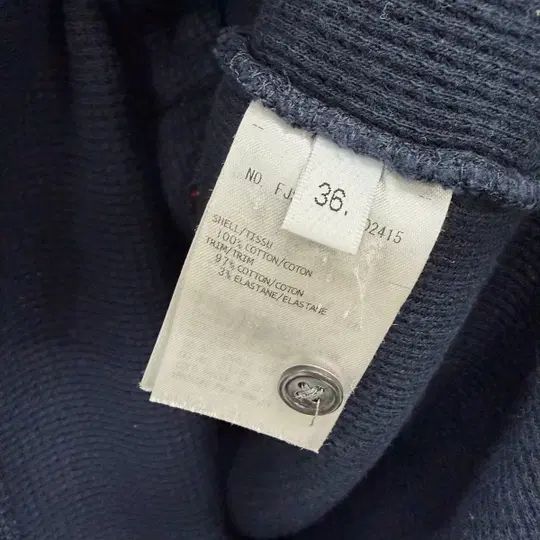 NO. FJ
02415
36.
SHELL/TISSU
100% COTTON/COTON
TRIM/TRIM
97% COTTON/COTON
3% ELASTANE/ELASTANE